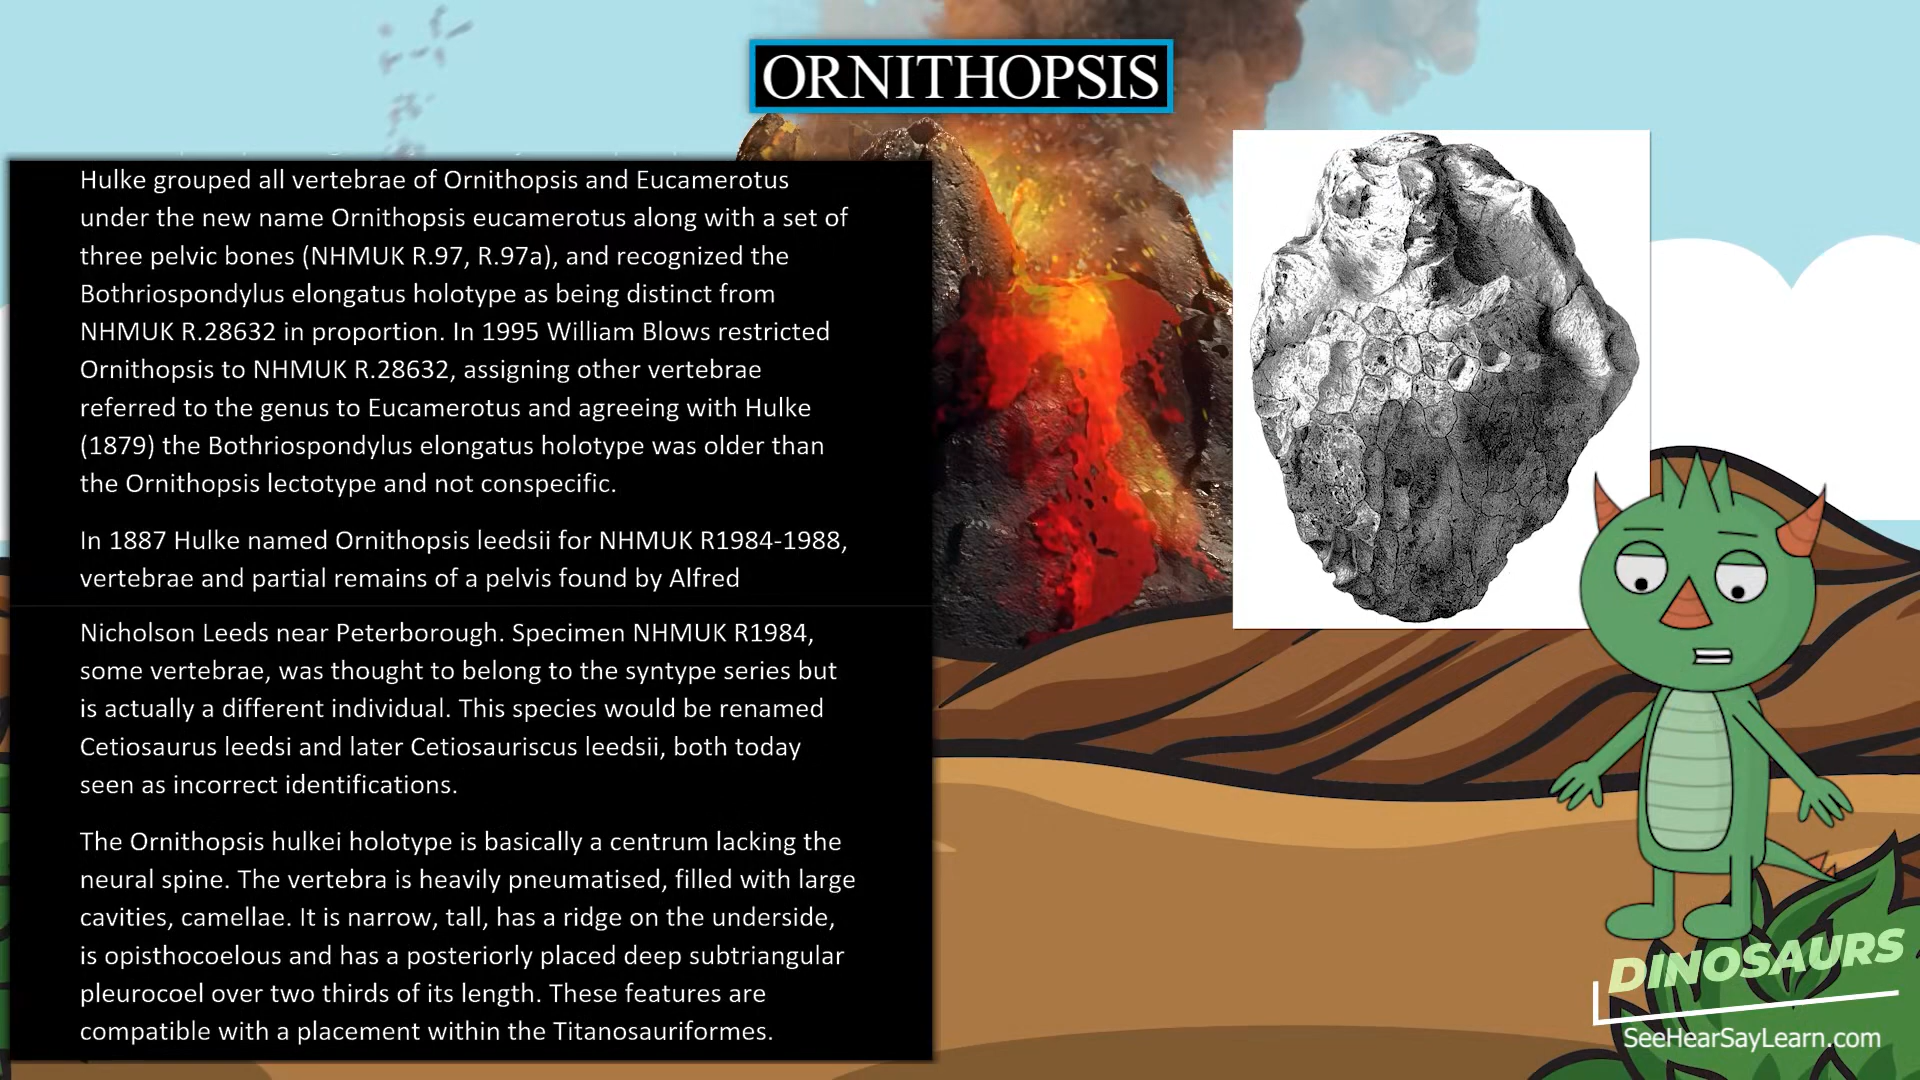 ORNITHOPSIS
Hulke grouped all vertebrae of Ornithopsis and Eucamerotus
under the new name Ornithopsis eucamerotus along with a set of
three pelvic bones (NHMUK R.97, R.97a), and recognized the
Bothriospondylus elongatus holotype as being distinct from
NHMUK R.28632 in proportion. In 1995 William Blows restricted
Ornithopsis to NHMUK R.28632, assigning other vertebrae
referred to the genus to Eucamerotus and agreeing with Hulke
(1879) the Bothriospondylus elongatus holotype was older than
the Ornithopsis lectotype and not conspecific.
In 1887 Hulke named Ornithopsis leedsii for NHMUK R1984-1988,
vertebrae and partial remains of a pelvis found by Alfred
Nicholson Leeds near Peterborough. Specimen NHMUK R1984,
some vertebrae, was thought to belong to the syntype series but
is actually a different individual. This species would be renamed
Cetiosaurus leedsi and later Cetiosauriscus leedsii, both today
seen as incorrect identifications.
The Ornithopsis hulkei holotype is basically a centrum lacking the
neural spine. The vertebra is heavily pneumatised, filled with large
cavities, camellae. It is narrow, tall, has a ridge on the underside,
is opisthocoelous and has a posteriorly placed deep subtriangular
pleurocoel over two thirds of its length. These features are
compatible with a placement within the Titanosauriformes.
DINOSAURS
SeeHearSayLearn.com